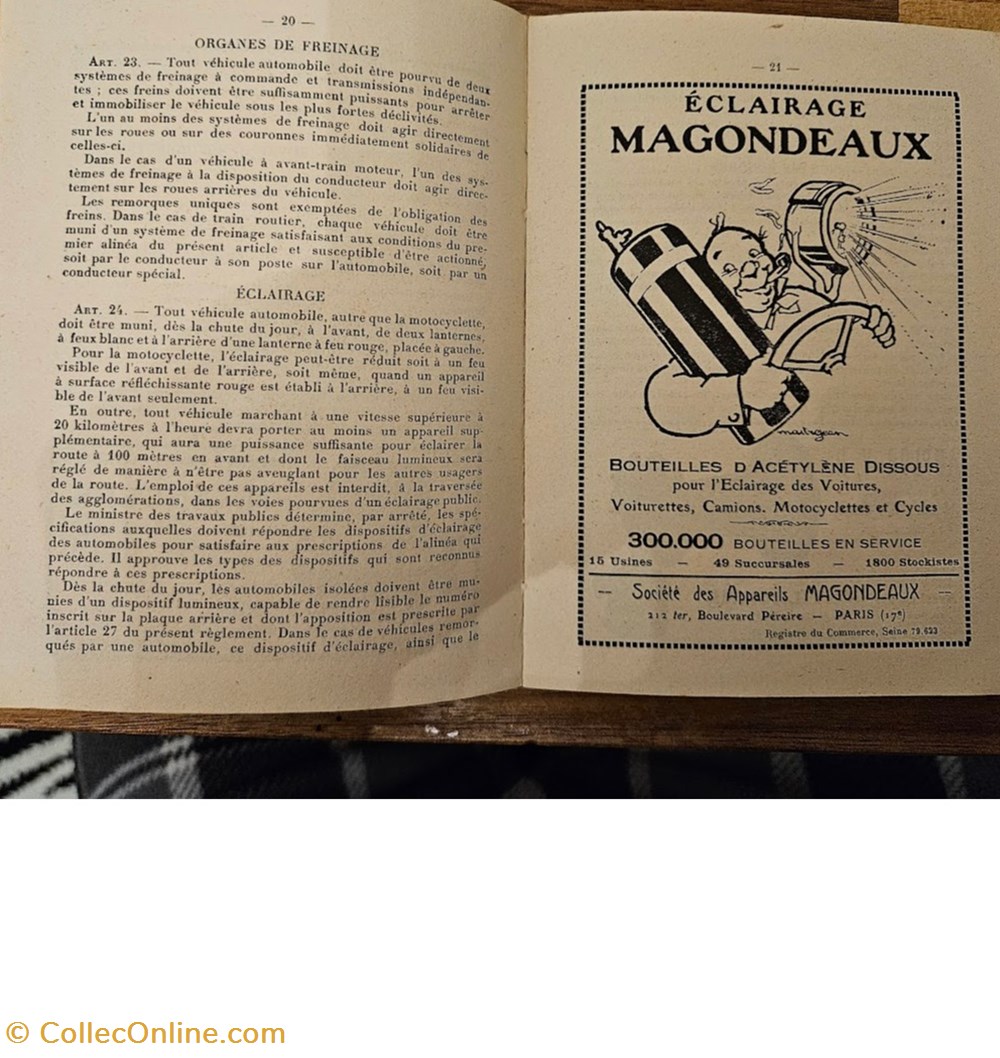 — 20 —
ORGANES DE FREINAGE
ART. 23. — Tout véhicule automobile doit être pourvu de deux
systèmes de freinage à commande et transmissions indépendan-
tes ; ces freins doivent être suffisamment puissants pour arrêter
et immobiliser le véhicule sous les plus fortes déclivités.
L'un au moins des systèmes de freinage doit agir directement
sur les roues ou sur des couronnes immédiatement solidaires de
celles-ci.
Dans le cas d'un véhicule à avant-train moteur, l'un des sys-
tèmes de freinage à la disposition du conducteur doit agir direc-
tement sur les roues arrières du véhicule.
Les remorques uniques sont exemptées de l'obligation des
freins. Dans le cas de train routier, chaque véhicule doit être
muni d'un système de freinage satisfaisant aux conditions du pre-
mier alinéa du présent article et susceptible d'être actionné,
soit par le conducteur à son poste sur l'automobile, soit par un
conducteur spécial.
ÉCLAIRAGE
ART. 24. — Tout véhicule automobile, autre que la motocyclette,
doit être muni, dès la chute du jour, à l'avant, de deux lanternes,
à feux blanc et à l'arrière d'une lanterne à feu rouge, placée à gauche.
Pour la motocyclette, l'éclairage peut-être réduit soit à un feu
visible de l'avant et de l'arrière, soit même, quand un appareil
à surface réfléchissante rouge est établi à l'arrière, à un feu visi-
ble de l'avant seulement.
En outre, tout véhicule marchant à une vitesse supérieure à
20 kilomètres à l'heure devra porter au moins un appareil sup-
plémentaire, qui aura une puissance suffisante pour éclairer la
route à 100 mètres en avant et dont le faisceau lumineux sera
réglé de manière à n'être pas aveuglant pour les autres usagers
de la route. L'emploi de ces appareils est interdit, à la traversée
des agglomérations, dans les voies pourvues d'un éclairage public.
Le ministre des travaux publics détermine, par arrêté, les spé-
cifications auxquelles doivent répondre les dispositifs d'éclairage
des automobiles pour satisfaire aux prescriptions de l'alinéa qui
précède. Il approuve les types des dispositifs qui sont reconnus
répondre à ces prescriptions.
Dès la chute du jour, les automobiles isolées doivent être mu-
nies d'un dispositif lumineux, capable de rendre lisible le numéro
inscrit sur la plaque arrière et dont l'apposition est prescrite par
l'article 27 du présent règlement. Dans le cas de véhicules remor-
qués par une automobile, ce dispositif d'éclairage, ainsi que le
— 21 —
ÉCLAIRAGE
MAGONDEAUX
BOUTEILLES D ACÉTYLÈNE DISSOUS
pour l'Eclairage des Voitures,
Voiturettes, Camions. Motocyclettes et Cycles
300.000 BOUTEILLES EN SERVICE
15 Usines — 49 Succursales — 1800 Stockistes
— Société des Appareils MAGONDEAUX —
212 ter, Boulevard Péreire — PARIS (17e)
Registre du Commerce, Seine 79.633
© CollecOnline.com